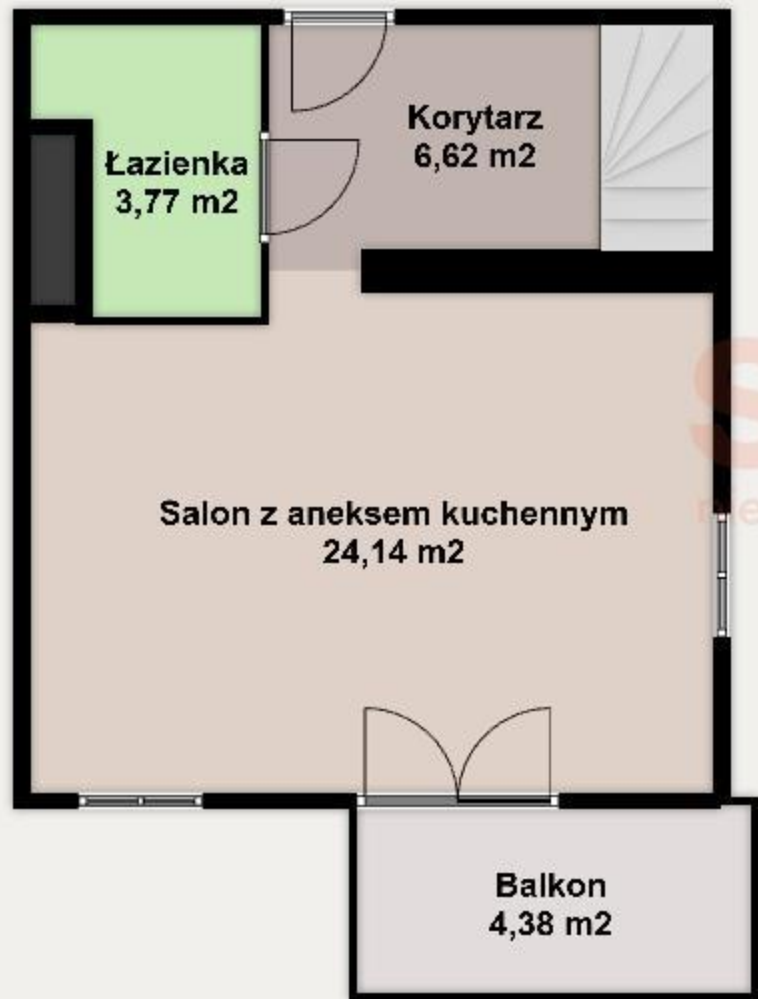 Korytarz
6,62 m2
Łazienka
3,77 m2
Salon z aneksem kuchennym
24,14 m2
Balkon
4,38 m2